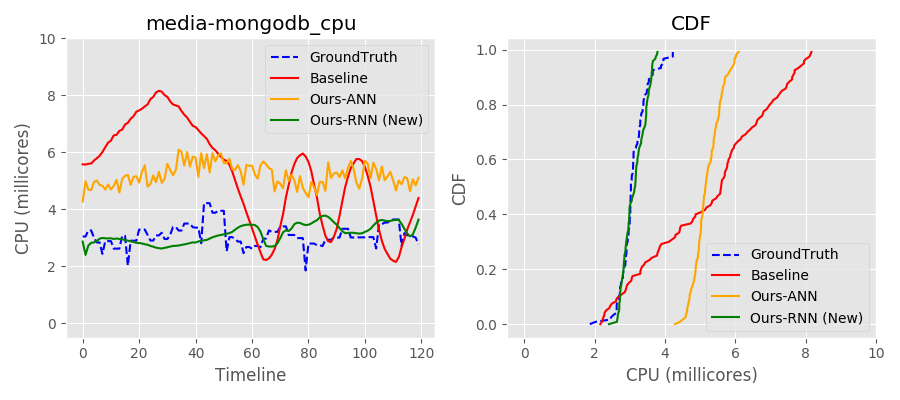 media-mongodb_cpu
CPU (millicores)
10
8
6
4
2
0
GroundTruth
Baseline
Ours-ANN
Ours-RNN (New)
0 20 40 60 80 100 120
Timeline
CDF
CDF
1.0
0.8
0.6
0.4
0.2
0.0
GroundTruth
Baseline
Ours-ANN
Ours-RNN (New)
0 2 4 6 8 10
CPU (millicores)